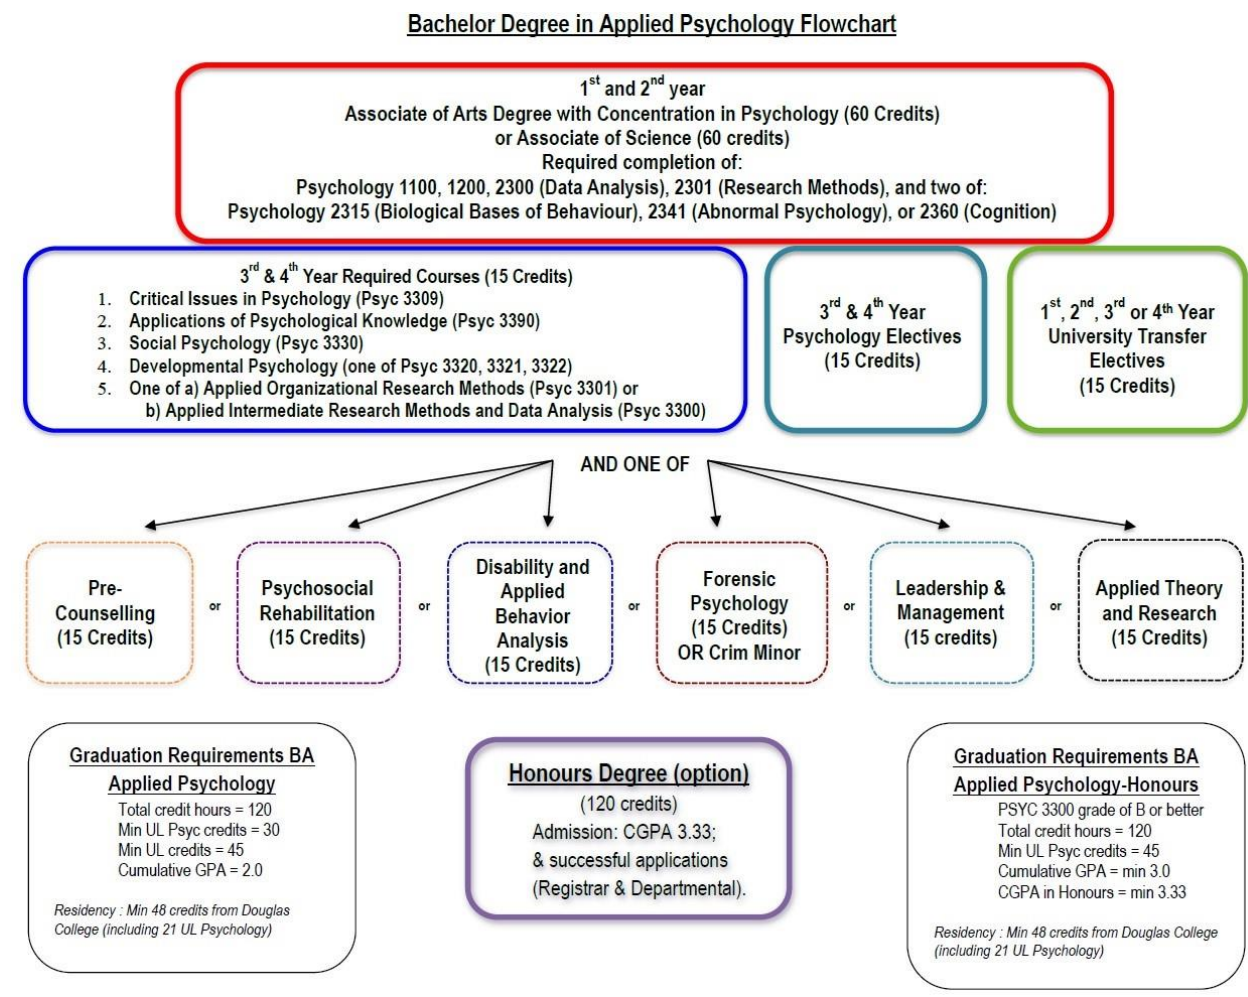 Bachelor Degree in Applied Psychology Flowchart
1st and 2nd year
Associate of Arts Degree with Concentration in Psychology (60 Credits)
or Associate of Science (60 credits)
Required completion of:
Psychology 1100, 1200, 2300 (Data Analysis), 2301 (Research Methods), and two of:
Psychology 2315 (Biological Bases of Behaviour), 2341 (Abnormal Psychology), or 2360 (Cognition)
3rd & 4th Year Required Courses (15 Credits)
1. Critical Issues in Psychology (Psyc 3309)
2. Applications of Psychological Knowledge (Psyc 3390)
3. Social Psychology (Psyc 3330)
4. Developmental Psychology (one of Psyc 3320, 3321, 3322)
5. One of a) Applied Organizational Research Methods (Psyc 3301) or
b) Applied Intermediate Research Methods and Data Analysis (Psyc 3300)
3rd & 4th Year
Psychology Electives
(15 Credits)
1st, 2nd, 3rd or 4th Year
University Transfer
Electives
(15 Credits)
AND ONE OF
Pre-
Counselling
(15 Credits)
or
Psychosocial
Rehabilitation
(15 Credits)
or
Disability and
Applied
Behavior
Analysis
(15 Credits)
or
Forensic
Psychology
(15 Credits)
OR Crim Minor
or
Leadership &
Management
(15 credits)
or
Applied Theory
and Research
(15 Credits)
Graduation Requirements BA
Applied Psychology
Total credit hours = 120
Min UL Psyc credits = 30
Min UL credits = 45
Cumulative GPA = 2.0
Residency : Min 48 credits from Douglas
College (including 21 UL Psychology)
Honours Degree (option)
(120 credits)
Admission: CGPA 3.33;
& successful applications
(Registrar & Departmental).
Graduation Requirements BA
Applied Psychology-Honours
PSYC 3300 grade of B or better
Total credit hours = 120
Min UL Psyc credits = 45
Cumulative GPA = min 3.0
CGPA in Honours = min 3.33
Residency : Min 48 credits from Douglas College
(including 21 UL Psychology)